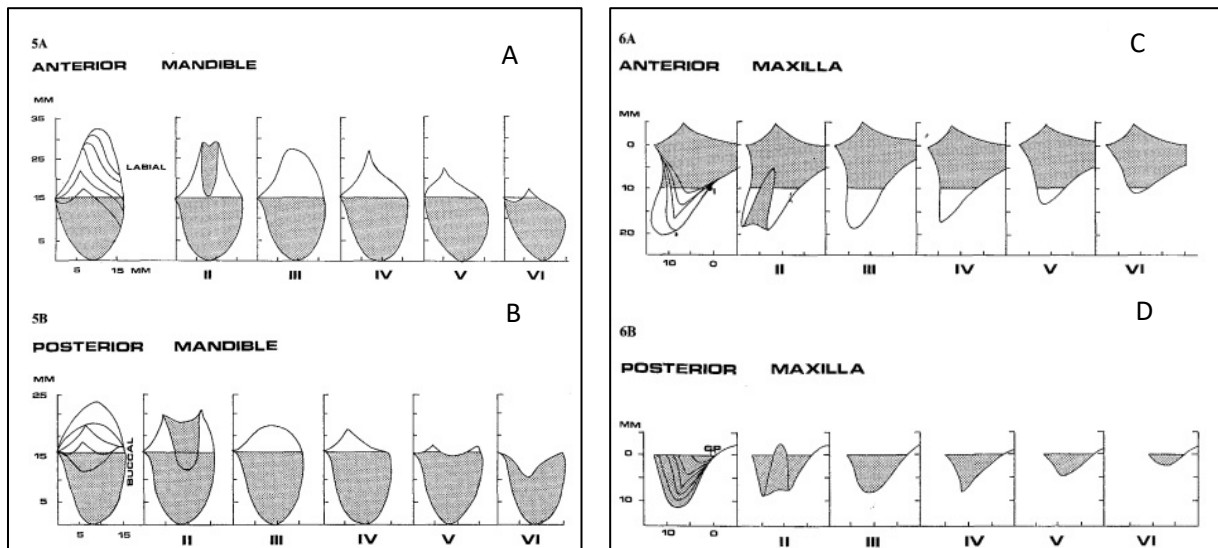 5A
A
ANTERIOR MANDIBLE
MM
35
25
15
5
LABIAL
5 15 MM
II III IV V VI
5B
B
POSTERIOR MANDIBLE
MM
25
15
5
BUCCAL
5 15
II III IV V VI
6A
C
ANTERIOR MAXILLA
MM
0
10
20
10 0
II III IV V VI
6B
D
POSTERIOR MAXILLA
MM
0
10
GP
10 0
II III IV V VI